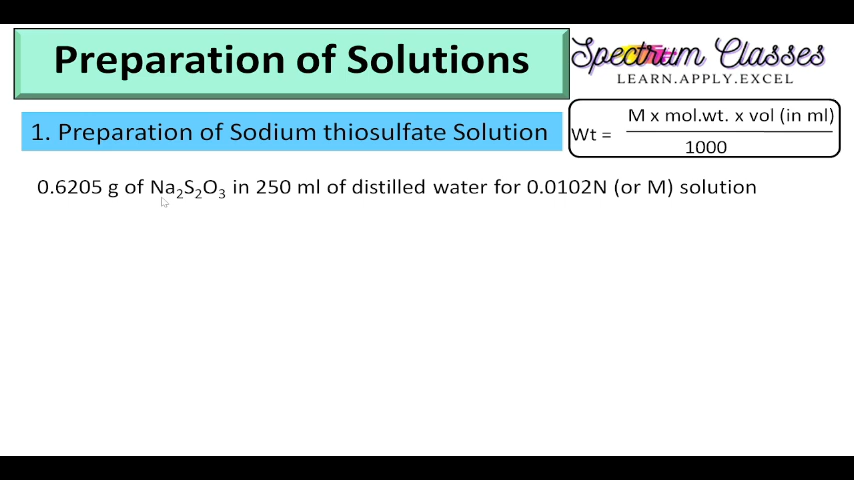 Preparation of Solutions
Spectrum Classes
LEARN.APPLY.EXCEL
1. Preparation of Sodium thiosulfate Solution
Wt = M x mol.wt. x vol (in ml)
1000
0.6205 g of Na₂S₂O₃ in 250 ml of distilled water for 0.0102N (or M) solution